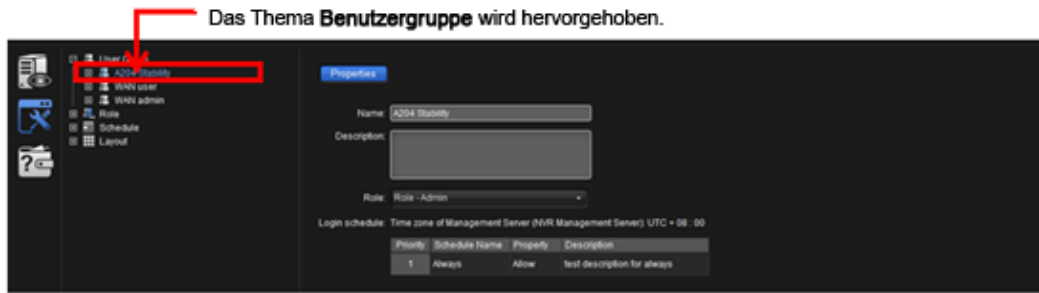 Das Thema Benutzergruppe wird hervorgehoben.
User
A204 Stability
WAN user
WAN admin
Role
Schedule
Layout
Properties
Name: A204 Stability
Description:
Role: Role - Admin
Login schedule: Time zone of Management Server (NVR Management Server): UTC + 08 : 00
Priority Schedule Name Property Description
1 Always Allow test description for always